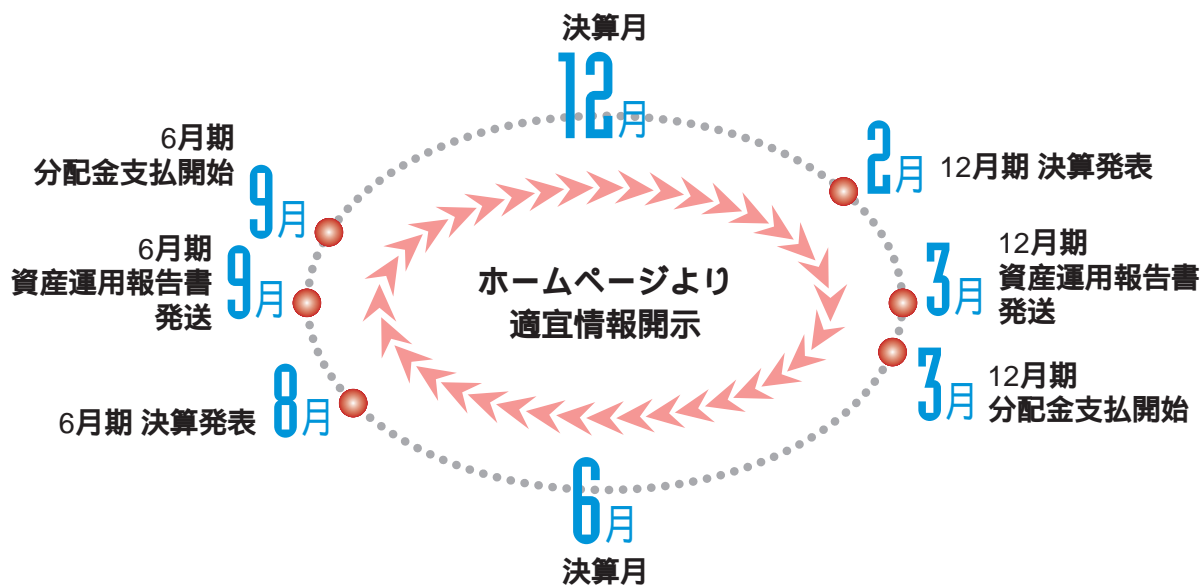 決算月
12月
2月 12月期 決算発表
3月
12月期
資産運用報告書
発送
3月
12月期
分配金支払開始
6月
決算月
6月期 決算発表 8月
6月期
資産運用報告書
発送
9月
6月期
分配金支払開始
9月
ホームページより
適宜情報開示